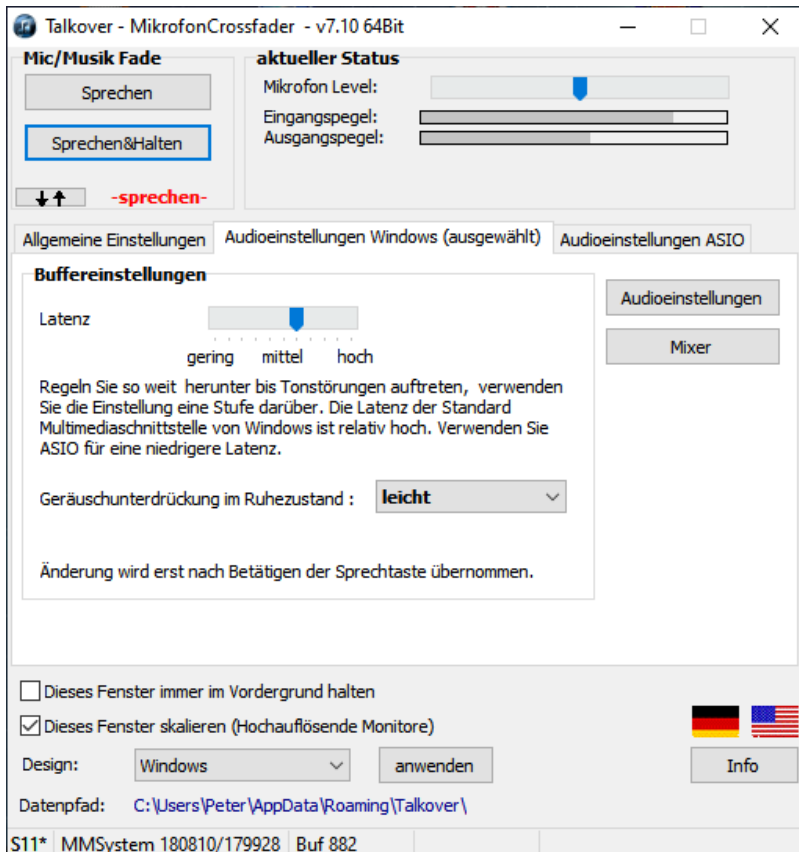 Talkover - MikrofonCrossfader - v7.10 64Bit
Mic/Musik Fade
Sprechen
Sprechen&Halten
-sprechen-
aktueller Status
Mikrofon Level:
Eingangspegel:
Ausgangspegel:
Allgemeine Einstellungen
Audioeinstellungen Windows (ausgewählt)
Audioeinstellungen ASIO
Buffereinstellungen
Latenz
gering mittel hoch
Regeln Sie so weit herunter bis Tonstörungen auftreten, verwenden
Sie die Einstellung eine Stufe darüber. Die Latenz der Standard
Multimediaschnittstelle von Windows ist relativ hoch. Verwenden Sie
ASIO für eine niedrigere Latenz.
Geräuschunterdrückung im Ruhezustand : leicht
Änderung wird erst nach Betätigen der Sprechtaste übernommen.
Audioeinstellungen
Mixer
Dieses Fenster immer im Vordergrund halten
Dieses Fenster skalieren (Hochauflösende Monitore)
Design: Windows anwenden Info
Datenpfad: C:\Users\Peter\AppData\Roaming\Talkover\
S11* MMSystem 180810/179928 Buf 882